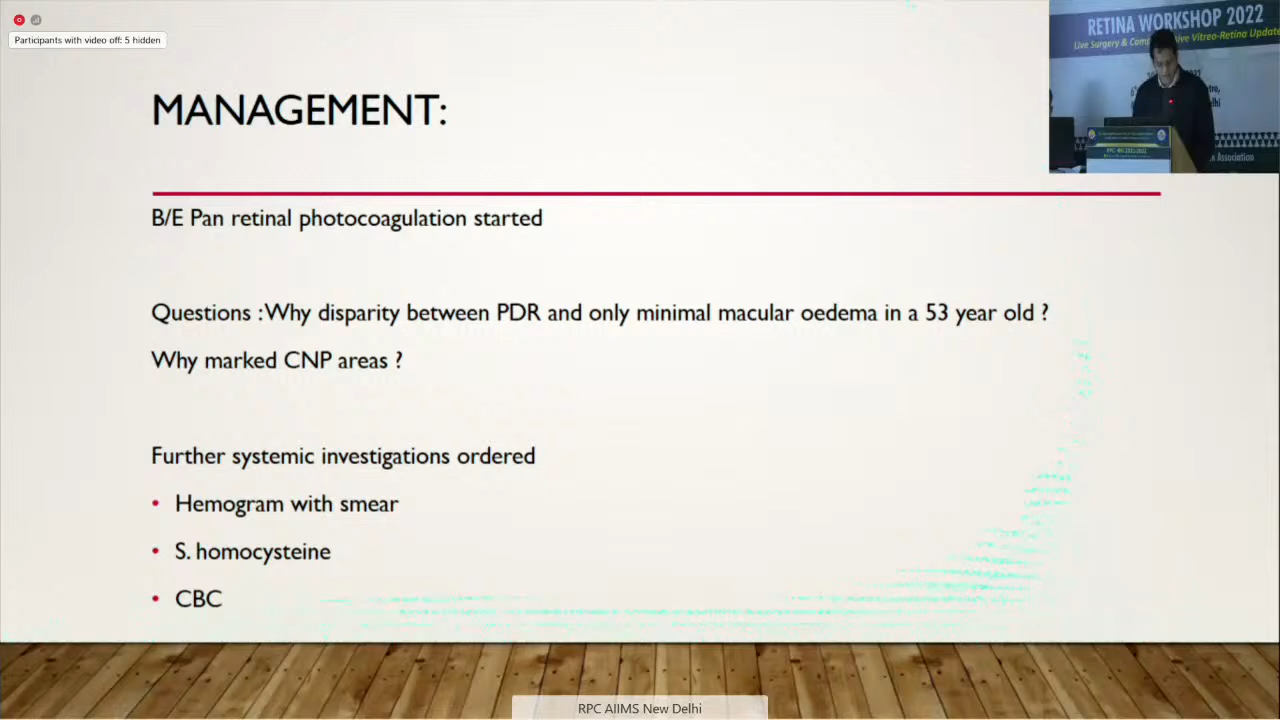 Participants with video off: 5 hidden
RETINA WORKSHOP 2022
MANAGEMENT:
B/E Pan retinal photocoagulation started
Questions : Why disparity between PDR and only minimal macular oedema in a 53 year old ?
Why marked CNP areas ?
Further systemic investigations ordered
• Hemogram with smear
• S. homocysteine
• CBC
RPC AIIMS New Delhi